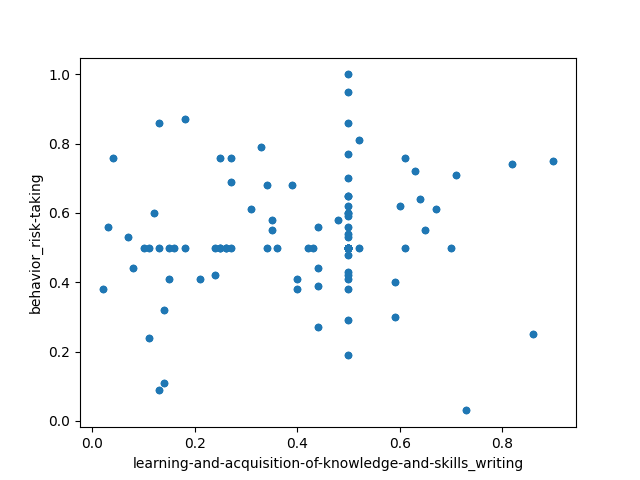 1.0
0.8
0.6
0.4
0.2
0.0
behavior_risk-taking
0.0 0.2 0.4 0.6 0.8
learning-and-acquisition-of-knowledge-and-skills_writing